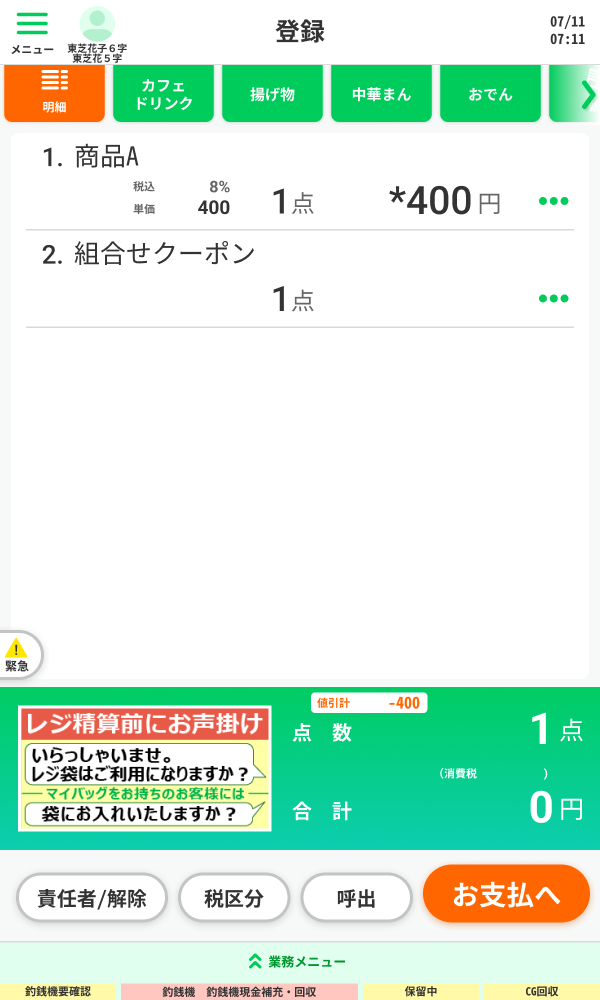 メニュー
東芝花子６字
東芝花５字
登録
07/11
07:11
明細
カフェ
ドリンク
揚げ物
中華まん
おでん
1. 商品A
税込 8%
単価 400
1点
*400 円
2. 組合せクーポン
1点
緊急
レジ精算前にお声掛け
いらっしゃいませ。
レジ袋はご利用になりますか？
マイバッグをお持ちのお客様には
袋にお入れいたしますか？
値引計 -400
点 数 1点
（消費税 ）
合 計 0円
責任者/解除
税区分
呼出
お支払へ
業務メニュー
釣銭機要確認
釣銭機 釣銭機現金補充・回収
保留中
CG回収